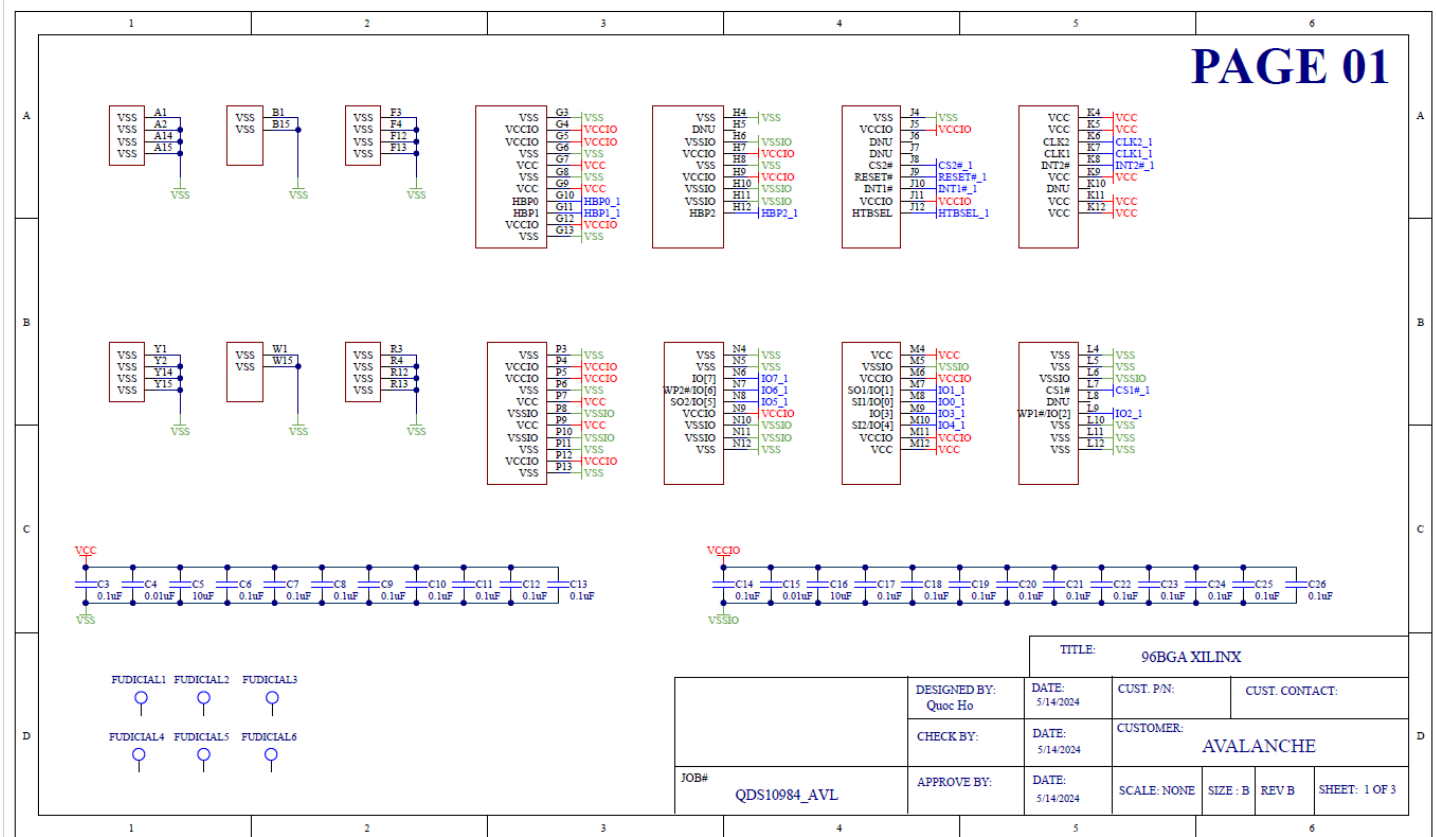 1 2 3 4 5 6
PAGE 01
A A
VSS A1
VSS A2
VSS A14
VSS A15
VSS
VSS B1
VSS B15
VSS
VSS F3
VSS F4
VSS F12
VSS F13
VSS
VSS G3 VSS
VCCIO G4 VCCIO
VCCIO G5 VCCIO
VSS G6 VSS
VCC G7 VCC
VSS G8 VSS
VCC G9 VCC
HBP0 G10 HBP0_1
HBP1 G11 HBP1_1
VCCIO G12 VCCIO
VSS G13 VSS
VSS H4 VSS
DNU H5
VSSIO H6 VSSIO
VCCIO H7 VCCIO
VSS H8 VSS
VCCIO H9 VCCIO
VSSIO H10 VSSIO
VSSIO H11 VSSIO
HBP2 H12 HBP2_1
VSS J4 VSS
VCCIO J5 VCCIO
DNU J6
DNU J7
CS2# J8 CS2#_1
RESET# J9 RESET#_1
INT1# J10 INT1#_1
VCCIO J11 VCCIO
HTBSEL J12 HTBSEL_1
VCC K4 VCC
VCC K5 VCC
CLK2 K6 CLK2_1
CLK1 K7 CLK1_1
INT2# K8 INT2#_1
VCC K9 VCC
DNU K10
VCC K11 VCC
VCC K12 VCC
B B
VSS Y1
VSS Y2
VSS Y14
VSS Y15
VSS
VSS W1
VSS W15
VSS
VSS R3
VSS R4
VSS R12
VSS R13
VSS
VSS P3 VSS
VCCIO P4 VCCIO
VCCIO P5 VCCIO
VSS P6 VSS
VCC P7 VCC
VSSIO P8 VSSIO
VCC P9 VCC
VSSIO P10 VSSIO
VSS P11 VSS
VCCIO P12 VCCIO
VSS P13 VSS
VSS N4 VSS
VSS N5 VSS
IO[7] N6 IO7_1
WP2#/IO[6] N7 IO6_1
SO2/IO[5] N8 IO5_1
VCCIO N9 VCCIO
VSSIO N10 VSSIO
VSSIO N11 VSSIO
VSS N12 VSS
VCC M4 VCC
VSSIO M5 VSSIO
VCCIO M6 VCCIO
SO1/IO[1] M7 IO1_1
SI1/IO[0] M8 IO0_1
IO[3] M9 IO3_1
SI2/IO[4] M10 IO4_1
VCCIO M11 VCCIO
VCC M12 VCC
VSS L4 VSS
VSS L5 VSS
VSSIO L6 VSSIO
CS1# L7 CS1#_1
DNU L8
WP1#/IO[2] L9 IO2_1
VSS L10 VSS
VSS L11 VSS
VSS L12 VSS
C C
VCC
C3 C4 C5 C6 C7 C8 C9 C10 C11 C12 C13
0.1uF 0.01uF 10uF 0.1uF 0.1uF 0.1uF 0.1uF 0.1uF 0.1uF 0.1uF 0.1uF
VSS
VCCIO
C14 C15 C16 C17 C18 C19 C20 C21 C22 C23 C24 C25 C26
0.1uF 0.01uF 10uF 0.1uF 0.1uF 0.1uF 0.1uF 0.1uF 0.1uF 0.1uF 0.1uF 0.1uF 0.1uF
VSSIO
FUDICIAL1 FUDICIAL2 FUDICIAL3
D D
FUDICIAL4 FUDICIAL5 FUDICIAL6
TITLE: 96BGA XILINX
DESIGNED BY: Quoc Ho
DATE: 5/14/2024
CUST. P/N:
CUST. CONTACT:
CHECK BY:
DATE: 5/14/2024
CUSTOMER: AVALANCHE
JOB# QDS10984_AVL
APPROVE BY:
DATE: 5/14/2024
SCALE: NONE
SIZE : B
REV B
SHEET: 1 OF 3
1 2 3 4 5 6